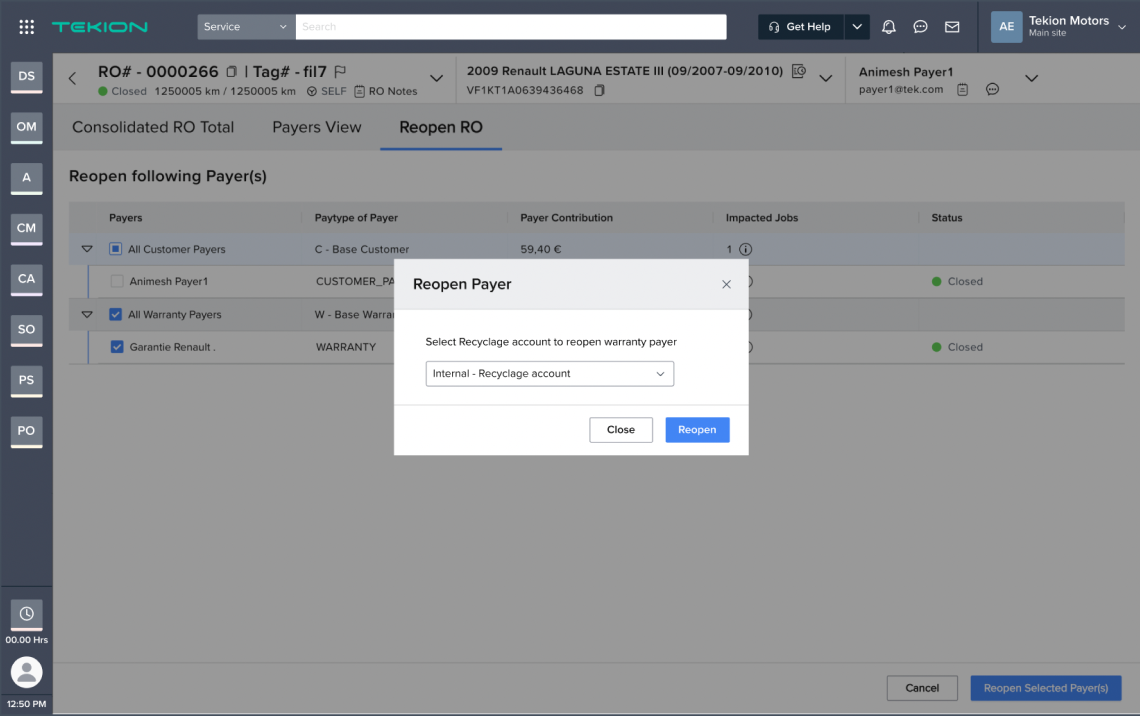 TEKION
Service
Search
Get Help
AE
Tekion Motors
Main site
DS
OM
A
CM
CA
SO
PS
PO
00.00 Hrs
12:50 PM
RO# - 0000266 | Tag# - fil7
Closed 1250005 km / 1250005 km SELF RO Notes
2009 Renault LAGUNA ESTATE III (09/2007-09/2010)
VF1KT1A0639436468
Animesh Payer1
payer1@tek.com
Consolidated RO Total Payers View Reopen RO
Reopen following Payer(s)
Payers Paytype of Payer Payer Contribution Impacted Jobs Status
All Customer Payers C - Base Customer 59,40 € 1
Animesh Payer1 Closed
All Warranty Payers
Garantie Renault . WARRANTY Closed
Reopen Payer
Select Recyclage account to reopen warranty payer
Internal - Recyclage account
Close Reopen
Cancel Reopen Selected Payer(s)